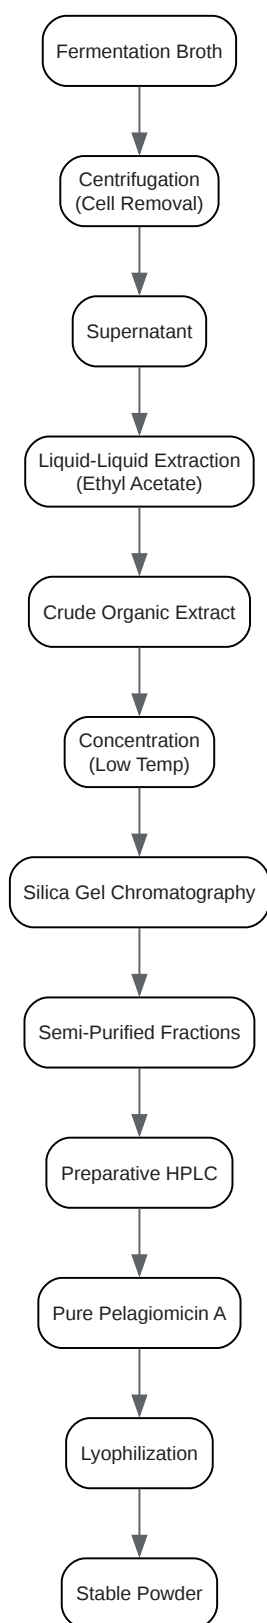 Fermentation Broth
Centrifugation
(Cell Removal)
Supernatant
Liquid-Liquid Extraction
(Ethyl Acetate)
Crude Organic Extract
Concentration
(Low Temp)
Silica Gel Chromatography
Semi-Purified Fractions
Preparative HPLC
Pure Pelagiomicin A
Lyophilization
Stable Powder